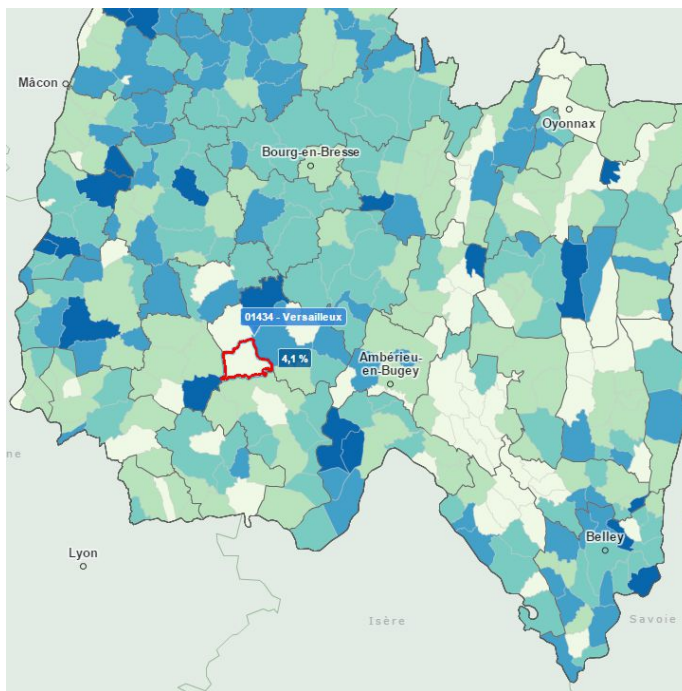 Mâcon
Oyonnax
Bourg-en-Bresse
01434 - Versailleux
4,1 %
Ambérieu-
en-Bugey
ne
Lyon
Belley
Isère
Savoie